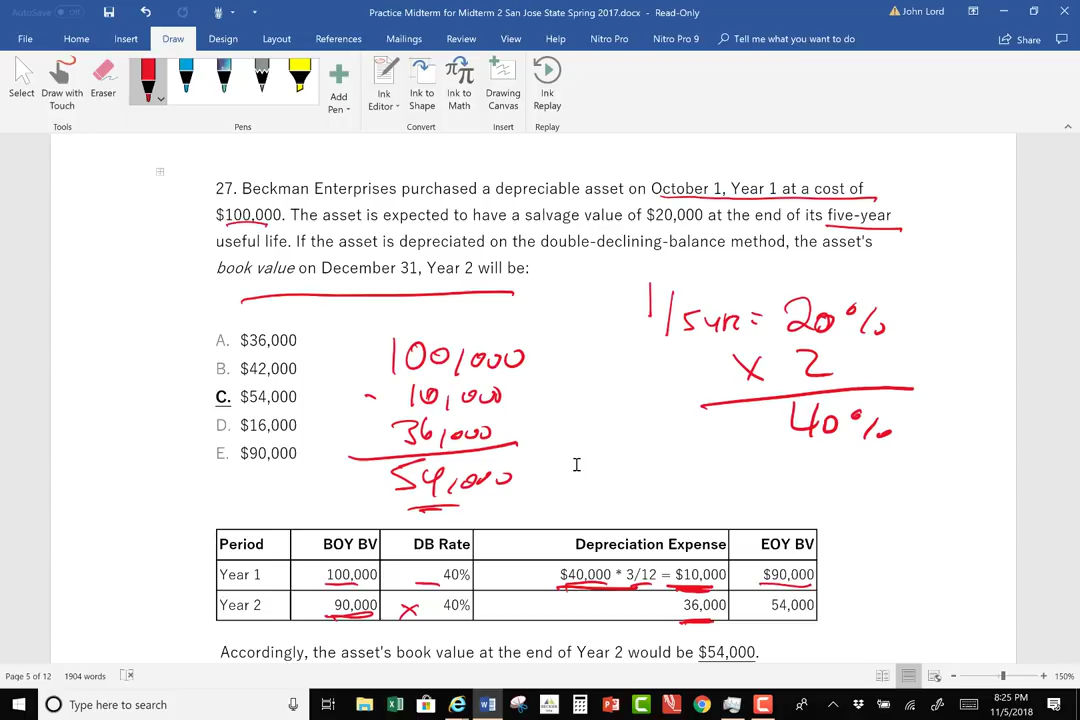 AutoSave Off
Practice Midterm for Midterm 2 San Jose State Spring 2017.docx - Read-Only
John Lord
File Home Insert Draw Design Layout References Mailings Review View Help Nitro Pro Nitro Pro 9 Tell me what you want to do Share
Select Draw with Touch Eraser Add Pen Ink Editor Ink to Shape Ink to Math Drawing Canvas Ink Replay
Tools Pens Convert Insert Replay
27. Beckman Enterprises purchased a depreciable asset on October 1, Year 1 at a cost of
$100,000. The asset is expected to have a salvage value of $20,000 at the end of its five-year
useful life. If the asset is depreciated on the double-declining-balance method, the asset's
book value on December 31, Year 2 will be:
1/5YR = 20%
x 2
40%
A. $36,000
B. $42,000
C. $54,000
D. $16,000
E. $90,000
100,000
- 10,000
36,000
54,000
Period BOY BV DB Rate Depreciation Expense EOY BV
Year 1 100,000 40% $40,000 * 3/12 = $10,000 $90,000
Year 2 90,000 x 40% 36,000 54,000
Accordingly, the asset's book value at the end of Year 2 would be $54,000.
Page 5 of 12 1904 words 150%
Type here to search
8:25 PM
11/5/2018